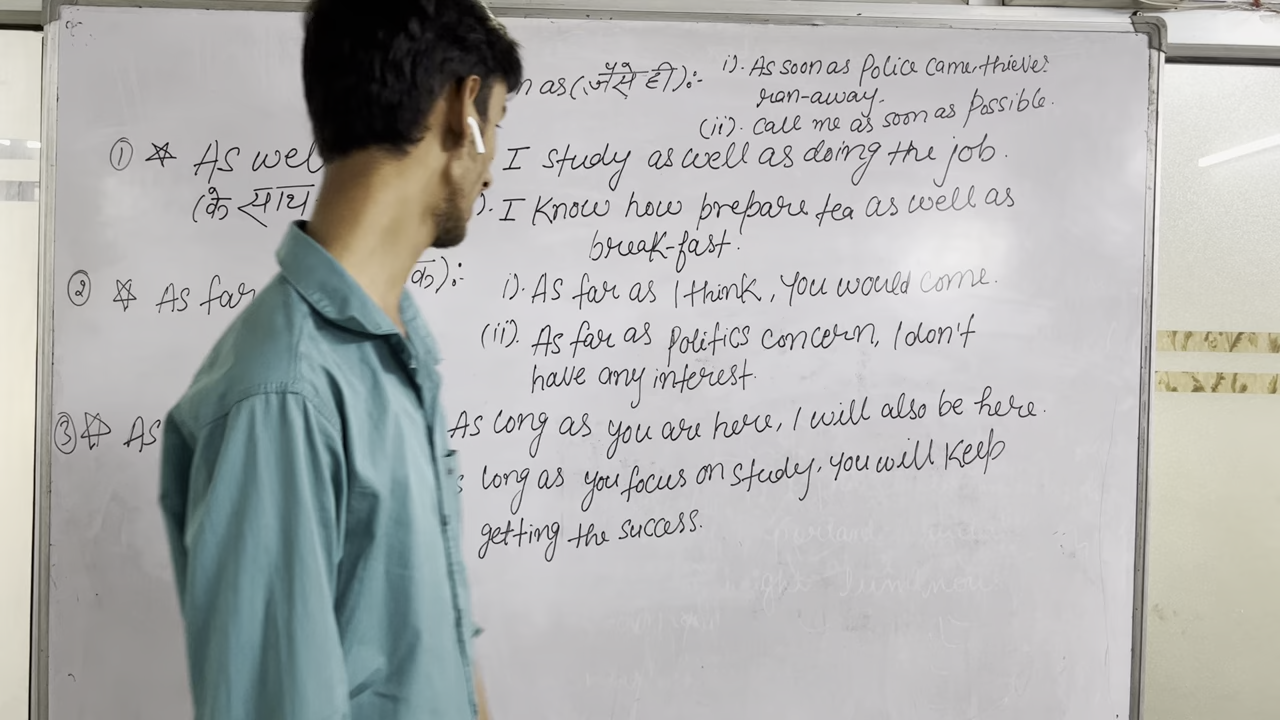 n as (जैसे ही):- i). As soon as Police came, thieves
ran-away.
(ii). Call me as soon as Possible.
① ☆ As wel I study as well as doing the job.
(के साथ ). I Know how prepare tea as well as
break-fast.
② ☆ As far क):- i). As far as I think, You would come.
(ii). As far as Politics concern, I don't
have any interest.
③ ☆ As As long as you are here, I will also be here.
s long as you focus on study, you will Keep
getting the success.